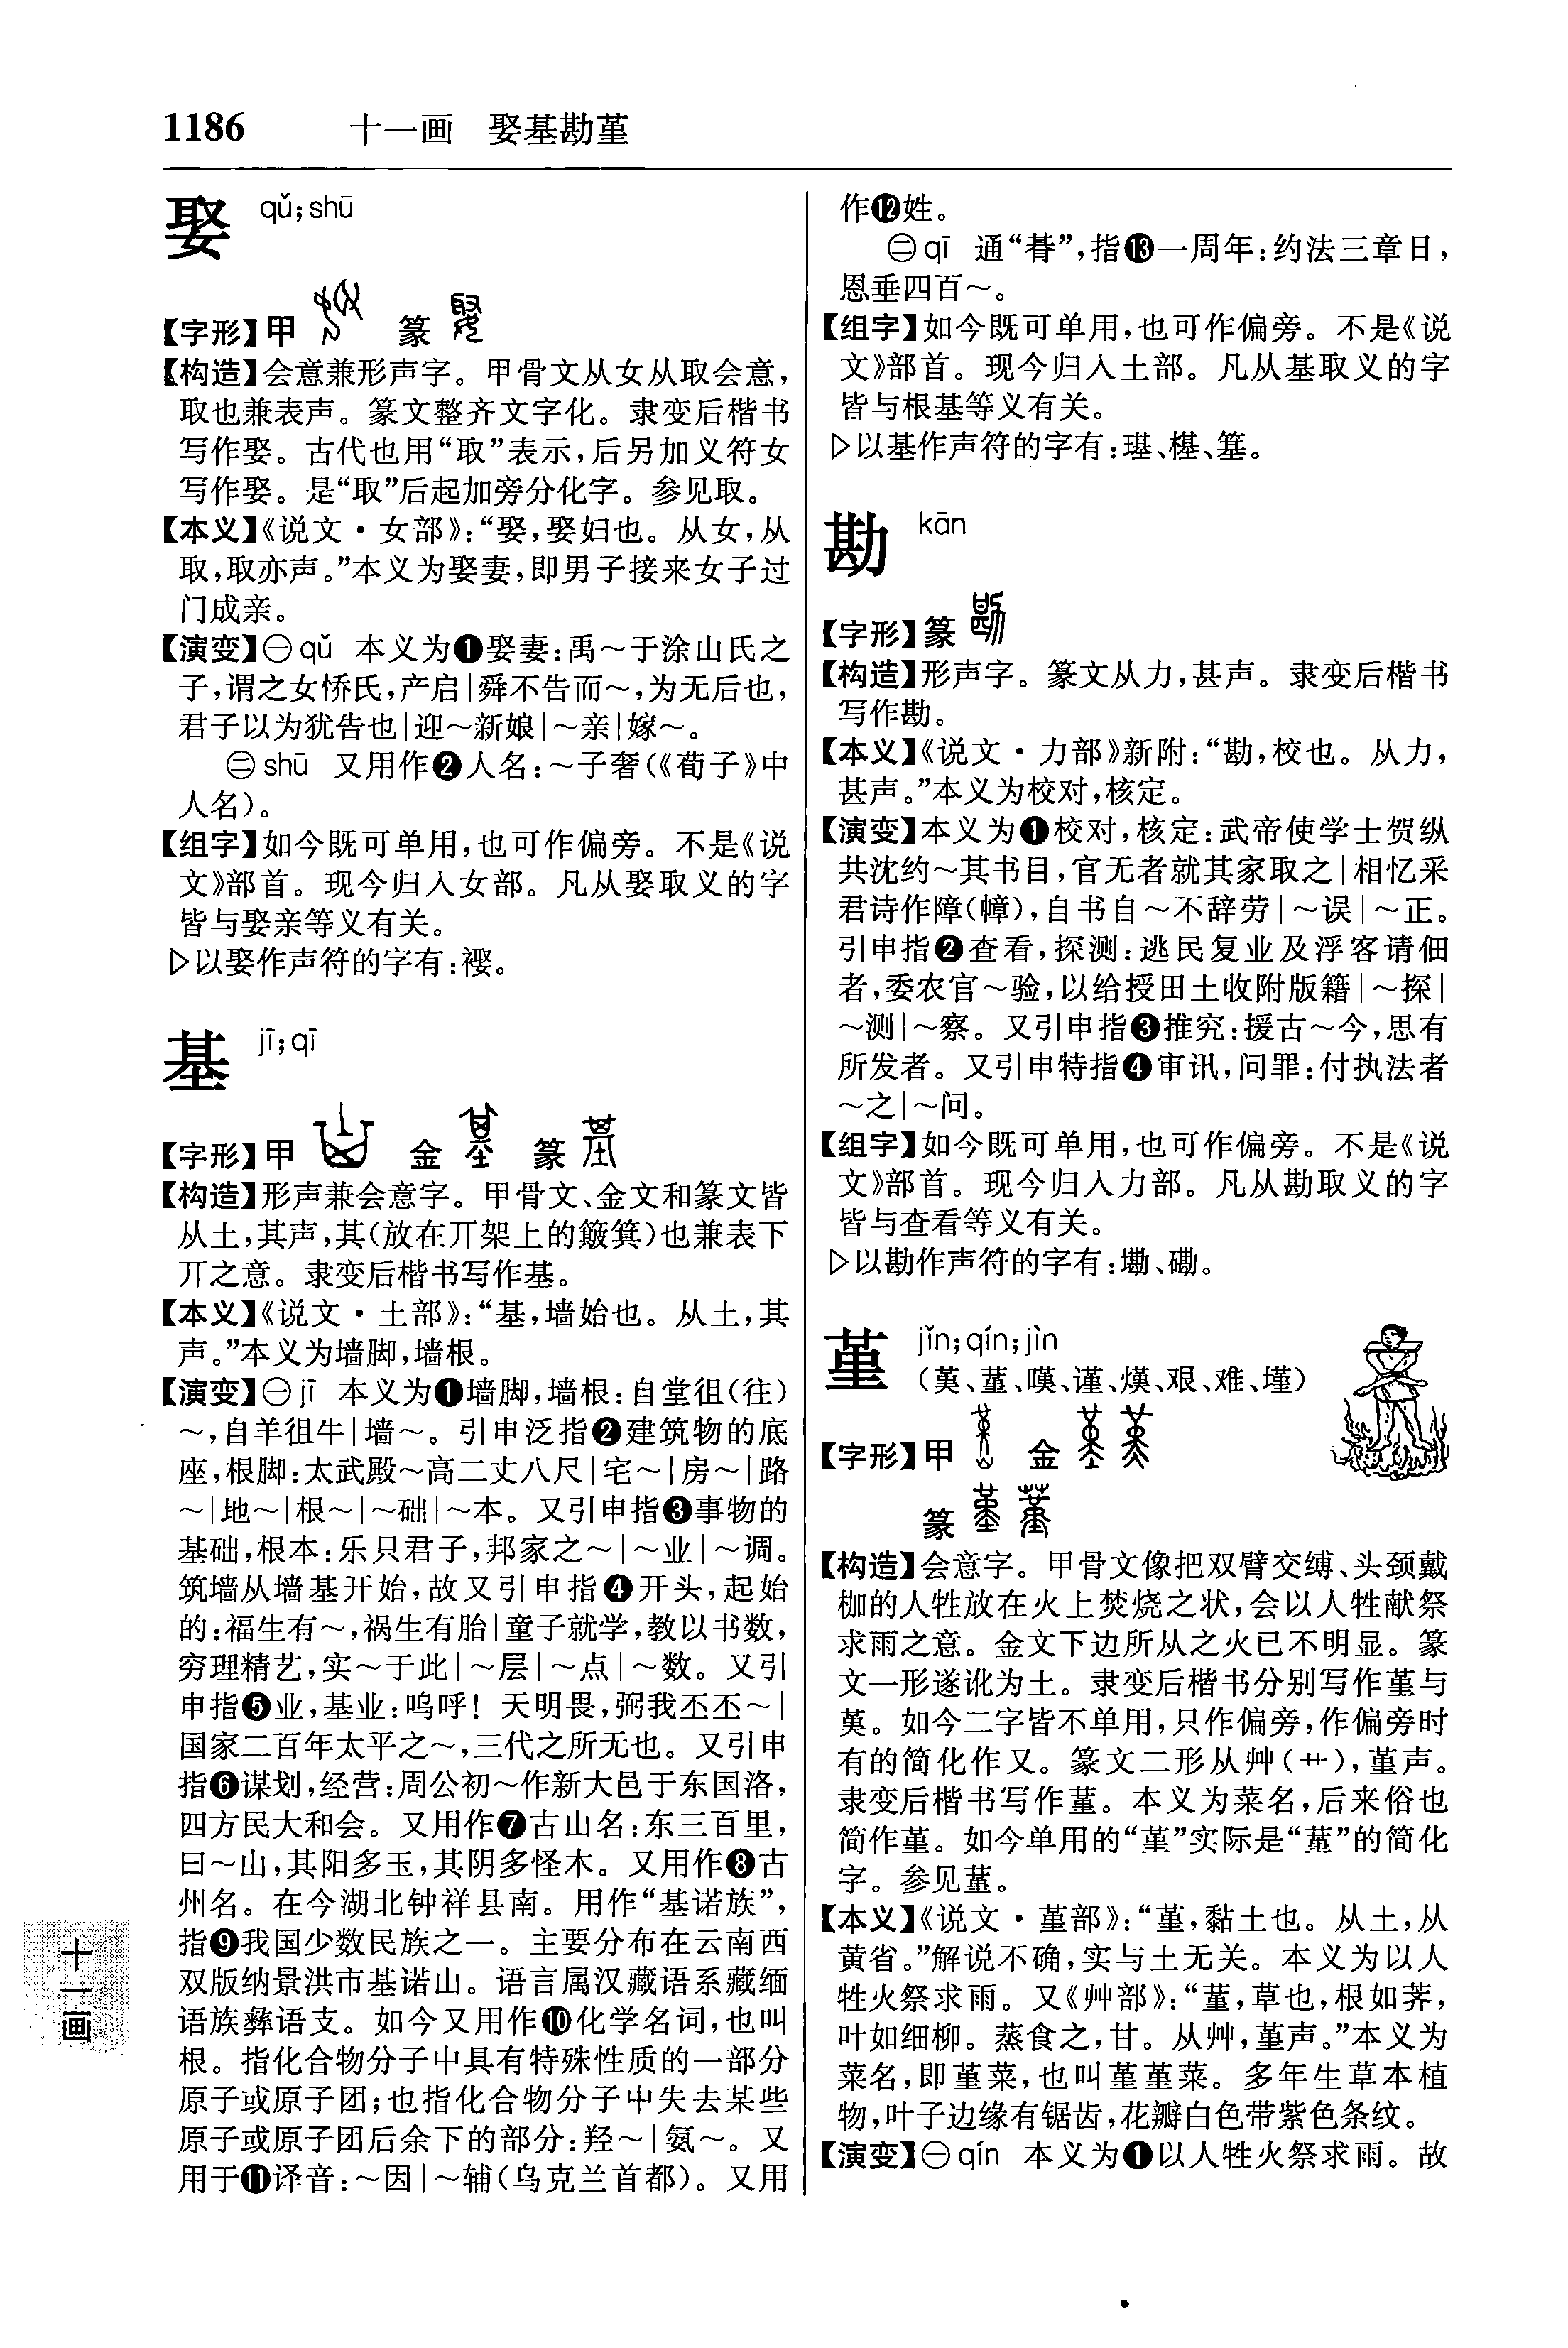 1186 十一画 娶基勘堇
娶 qǔ;shū
【字形】甲 篆
【构造】会意兼形声字。甲骨文从女从取会意，
取也兼表声。篆文整齐文字化。隶变后楷书
写作娶。古代也用“取”表示，后另加义符女
写作娶。是“取”后起加旁分化字。参见取。
【本义】《说文·女部》：“娶，娶妇也。从女，从
取，取亦声。”本义为娶妻，即男子接来女子过
门成亲。
【演变】㊀qǔ 本义为❶娶妻：禹～于涂山氏之
子，谓之女㤭氏，产启|舜不告而～，为无后也，
君子以为犹告也|迎～新娘|～亲|嫁～。
㊁shū 又用作❷人名：～子奢（《荀子》中
人名）。
【组字】如今既可单用，也可作偏旁。不是《说
文》部首。现今归入女部。凡从娶取义的字
皆与娶亲等义有关。
▷以娶作声符的字有：
基 jī;qī
【字形】甲 金 篆
【构造】形声兼会意字。甲骨文、金文和篆文皆
从土，其声，其（放在丌架上的簸箕）也兼表下
丌之意。隶变后楷书写作基。
【本义】《说文·土部》：“基，墙始也。从土，其
声。”本义为墙脚，墙根。
【演变】㊀jī 本义为❶墙脚，墙根：自堂徂（往）
～，自羊徂牛|墙～。引申泛指❷建筑物的底
座，根脚：太武殿～高二丈八尺|宅～|房～|路
～|地～|根～|～础|～本。又引申指❸事物的
基础，根本：乐只君子，邦家之～|～业|～调。
筑墙从墙基开始，故又引申指❹开头，起始
的：福生有～，祸生有胎|童子就学，教以书数，
穷理精艺，实～于此|～层|～点|～数。又引
申指❺业，基业：呜呼！天明畏，弼我丕丕～|
国家二百年太平之～，三代之所无也。又引申
指❻谋划，经营：周公初～作新大邑于东国洛，
四方民大和会。又用作❼古山名：东三百里，
曰～山，其阳多玉，其阴多怪木。又用作❽古
州名。在今湖北钟祥县南。用作“基诺族”，
指❾我国少数民族之一。主要分布在云南西
双版纳景洪市基诺山。语言属汉藏语系藏缅
语族彝语支。如今又用作❿化学名词，也叫
根。指化合物分子中具有特殊性质的一部分
原子或原子团；也指化合物分子中失去某些
原子或原子团后余下的部分：羟～|氨～。又
用于⓫译音：～因|～辅（乌克兰首都）。又用
作⓬姓。
㊁qī 通“朞”，指⓭一周年：约法三章日，
恩垂四百～。
【组字】如今既可单用，也可作偏旁。不是《说
文》部首。现今归入土部。凡从基取义的字
皆与根基等义有关。
▷以基作声符的字有：
勘 kān
【字形】篆
【构造】形声字。篆文从力，甚声。隶变后楷书
写作勘。
【本义】《说文·力部》新附：“勘，校也。从力，
甚声。”本义为校对，核定。
【演变】本义为❶校对，核定：武帝使学士贺纵
共沈约～其书目，官无者就其家取之|相忆采
君诗作障（幛），自书自～不辞劳|～误|～正。
引申指❷查看，探测：逃民复业及浮客请佃
者，委农官～验，以给授田土收附版籍|～探|
～测|～察。又引申指❸推究：援古～今，思有
所发者。又引申特指❹审讯，问罪：付执法者
～之|～问。
【组字】如今既可单用，也可作偏旁。不是《说
文》部首。现今归入力部。凡从勘取义的字
皆与查看等义有关。
▷以勘作声符的字有：墈、磡。
堇 jǐn;qín;jìn
（𦰩、蓳、嘆、谨、熯、艰、难、墐）
【字形】甲 金
篆
【构造】会意字。甲骨文像把双臂交缚、头颈戴
枷的人牲放在火上焚烧之状，会以人牲献祭
求雨之意。金文下边所从之火已不明显。篆
文一形遂讹为土。隶变后楷书分别写作堇与
𦰩。如今二字皆不单用，只作偏旁，作偏旁时
有的简化作又。篆文二形从艸（艹），堇声。
隶变后楷书写作蓳。本义为菜名，后来俗也
简作堇。如今单用的“堇”实际是“蓳”的简化
字。参见蓳。
【本义】《说文·堇部》：“堇，黏土也。从土，从
黄省。”解说不确，实与土无关。本义为以人
牲火祭求雨。又《艸部》：“蓳，草也，根如荠，
叶如细柳。蒸食之，甘。从艸，堇声。”本义为
菜名，即堇菜，也叫堇堇菜。多年生草本植
物，叶子边缘有锯齿，花瓣白色带紫色条纹。
【演变】㊀qín 本义为❶以人牲火祭求雨。故
十一画